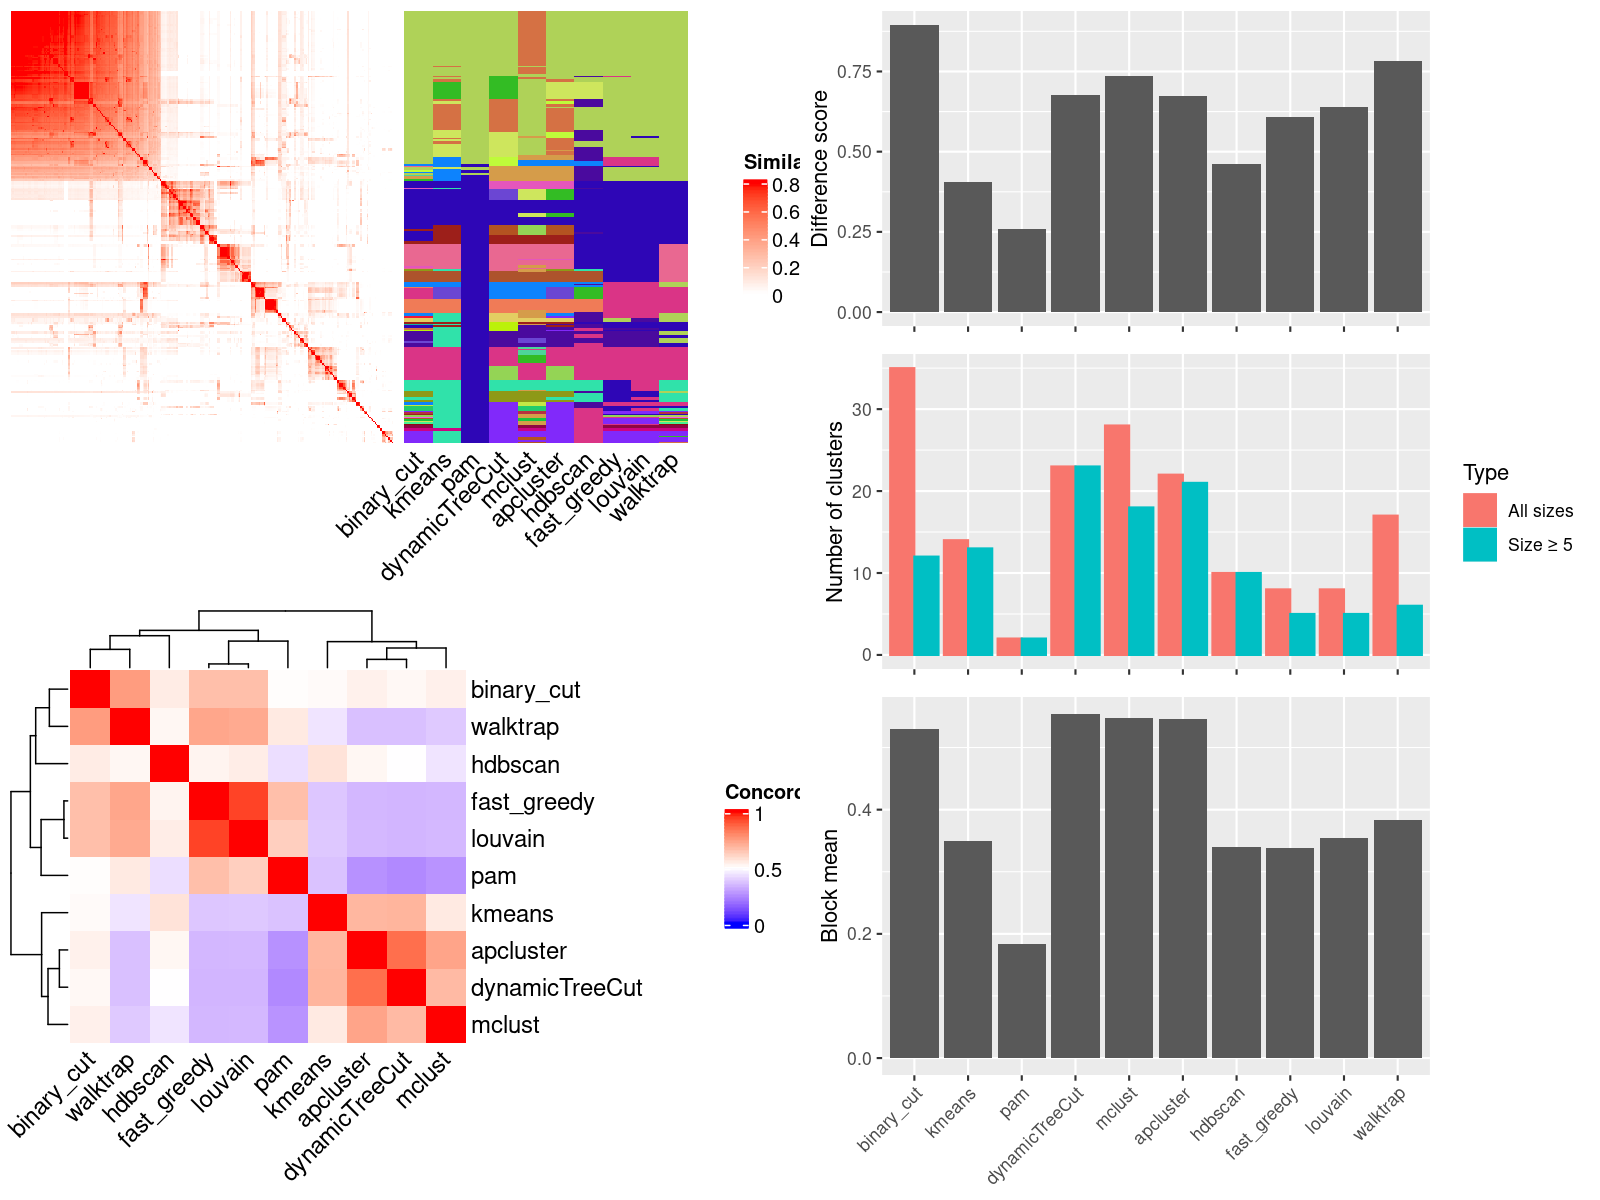 Simila
0.8
0.6
0.4
0.2
0
binary_cut
kmeans
pam
dynamicTreeCut
mclust
apcluster
hdbscan
fast_greedy
louvain
walktrap
binary_cut
walktrap
hdbscan
fast_greedy
louvain
pam
kmeans
apcluster
dynamicTreeCut
mclust
binary_cut
walktrap
hdbscan
fast_greedy
louvain
pam
kmeans
apcluster
dynamicTreeCut
mclust
Concord
1
0.5
0
Difference score
0.75
0.50
0.25
0.00
Number of clusters
30
20
10
0
Type
All sizes
Size ≥ 5
Block mean
0.4
0.2
0.0
binary_cut
kmeans
pam
dynamicTreeCut
mclust
apcluster
hdbscan
fast_greedy
louvain
walktrap